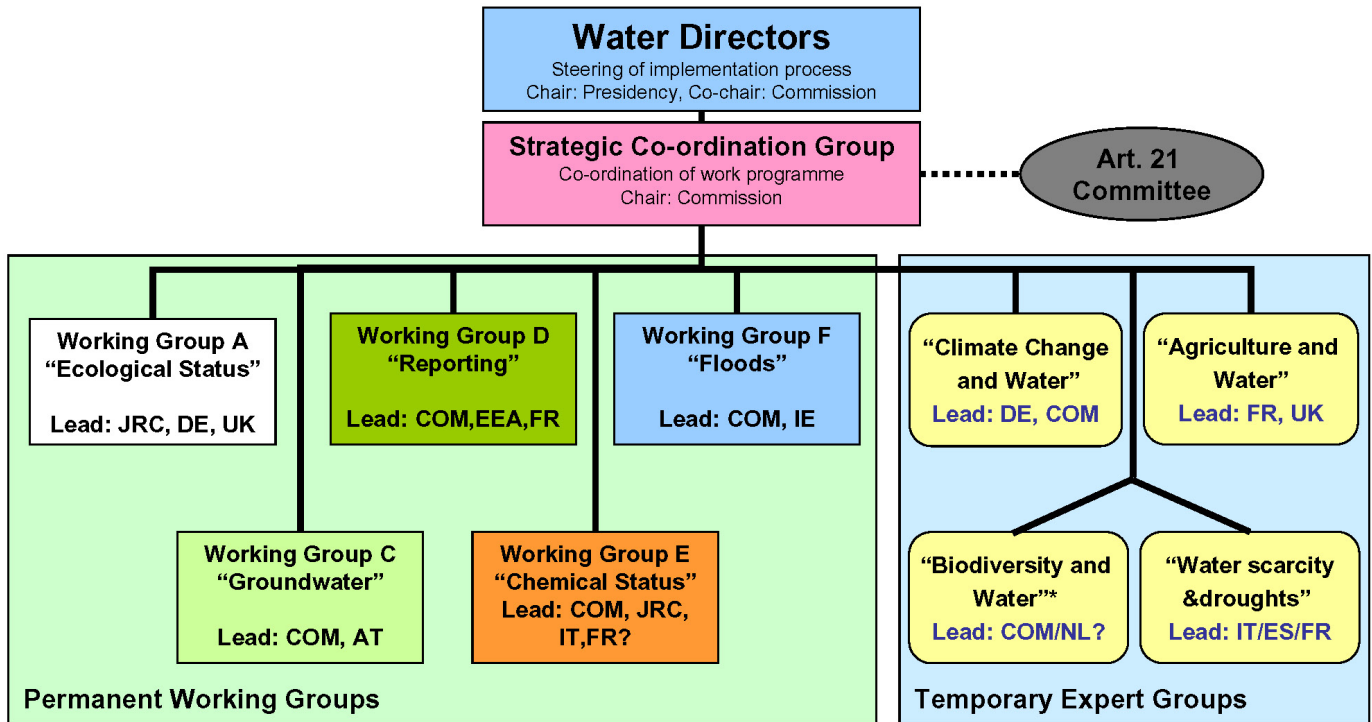 Water Directors
Steering of implementation process
Chair: Presidency, Co-chair: Commission
Strategic Co-ordination Group
Co-ordination of work programme
Chair: Commission
Art. 21
Committee
Working Group A
“Ecological Status”
Lead: JRC, DE, UK
Working Group D
“Reporting”
Lead: COM,EEA,FR
Working Group F
“Floods”
Lead: COM, IE
Working Group C
“Groundwater”
Lead: COM, AT
Working Group E
“Chemical Status”
Lead: COM, JRC,
IT,FR?
Permanent Working Groups
“Climate Change
and Water”
Lead: DE, COM
“Agriculture and
Water”
Lead: FR, UK
“Biodiversity and
Water”*
Lead: COM/NL?
“Water scarcity
&droughts”
Lead: IT/ES/FR
Temporary Expert Groups